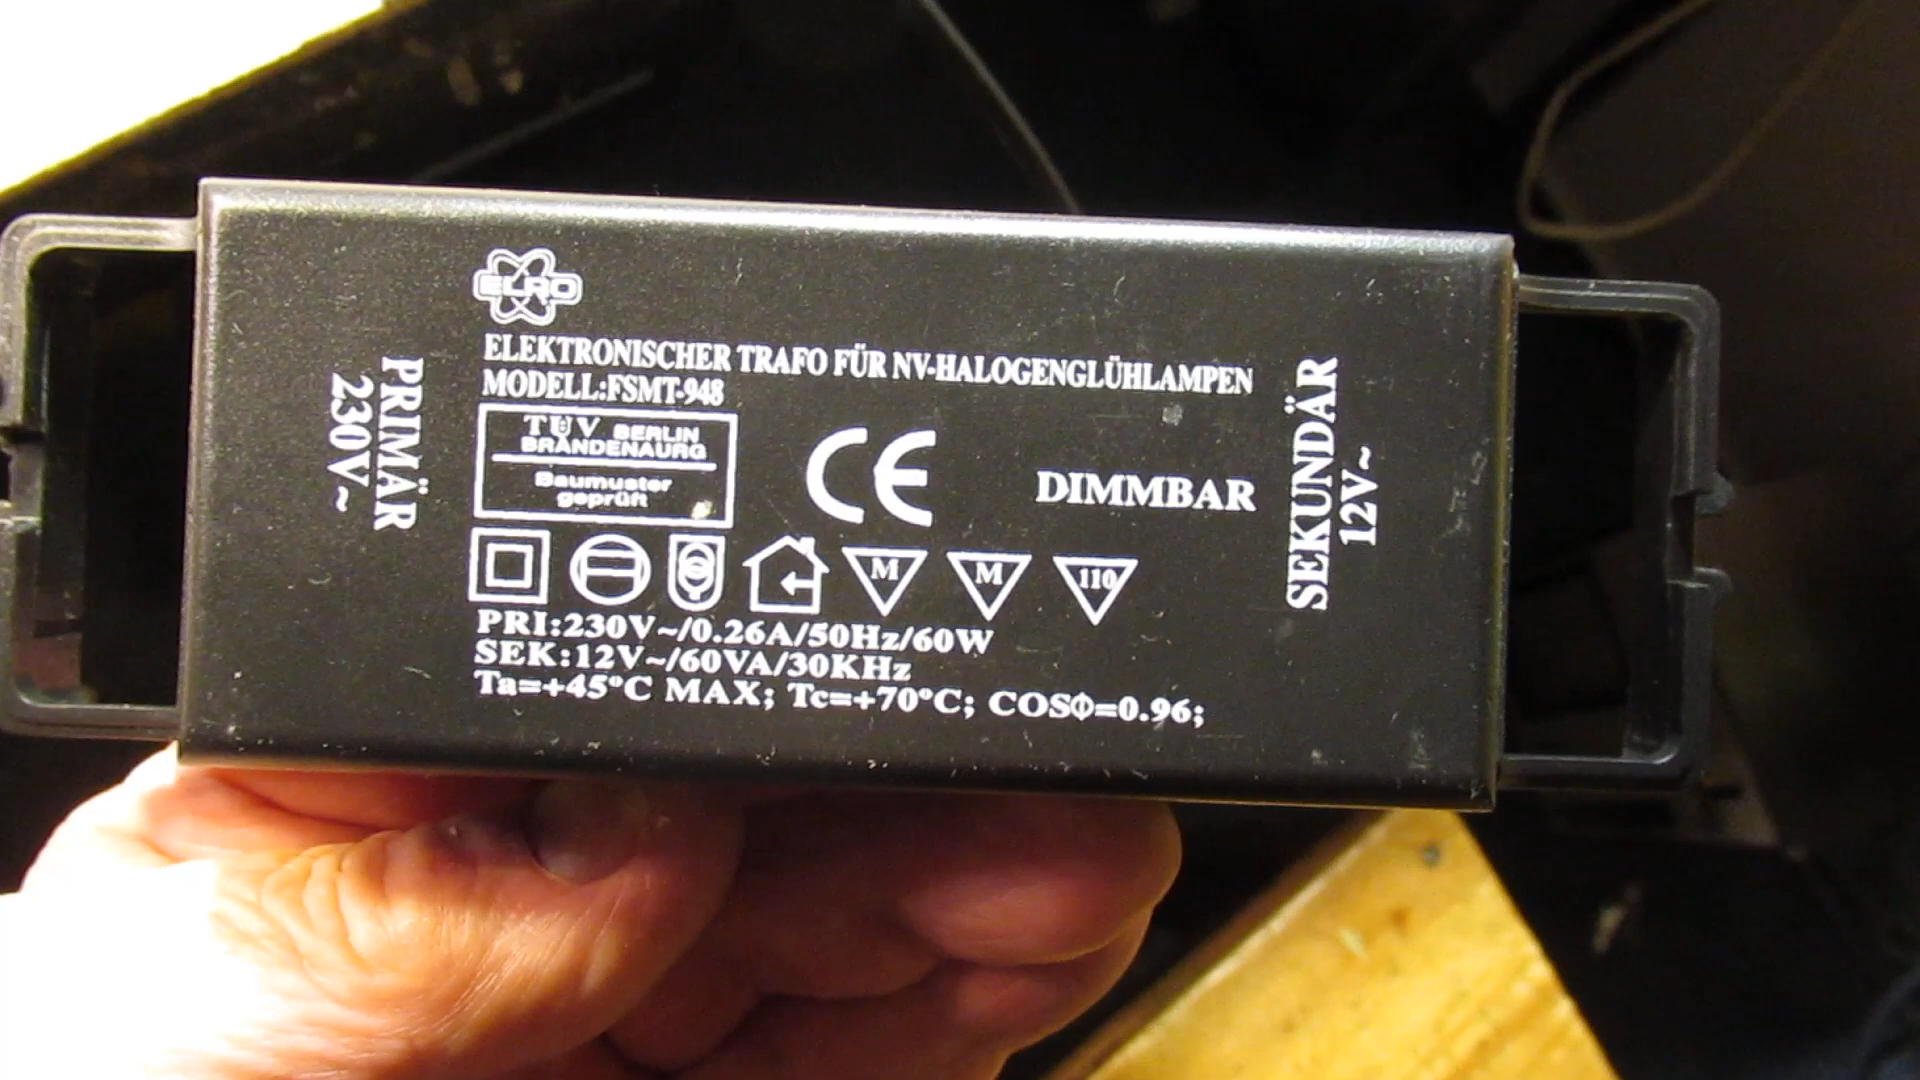 ELRO
ELEKTRONISCHER TRAFO FÜR NV-HALOGENGLÜHLAMPEN
MODELL:FSMT-948
PRIMÄR
230V~
TÜV BERLIN
BRANDENAURG
Baumuster
geprüft
CE
DIMMBAR
SEKUNDÄR
12V~
M
M
110
PRI:230V~/0.26A/50Hz/60W
SEK:12V~/60VA/30KHz
Ta=+45°C MAX; Tc=+70°C; COSΦ=0.96;